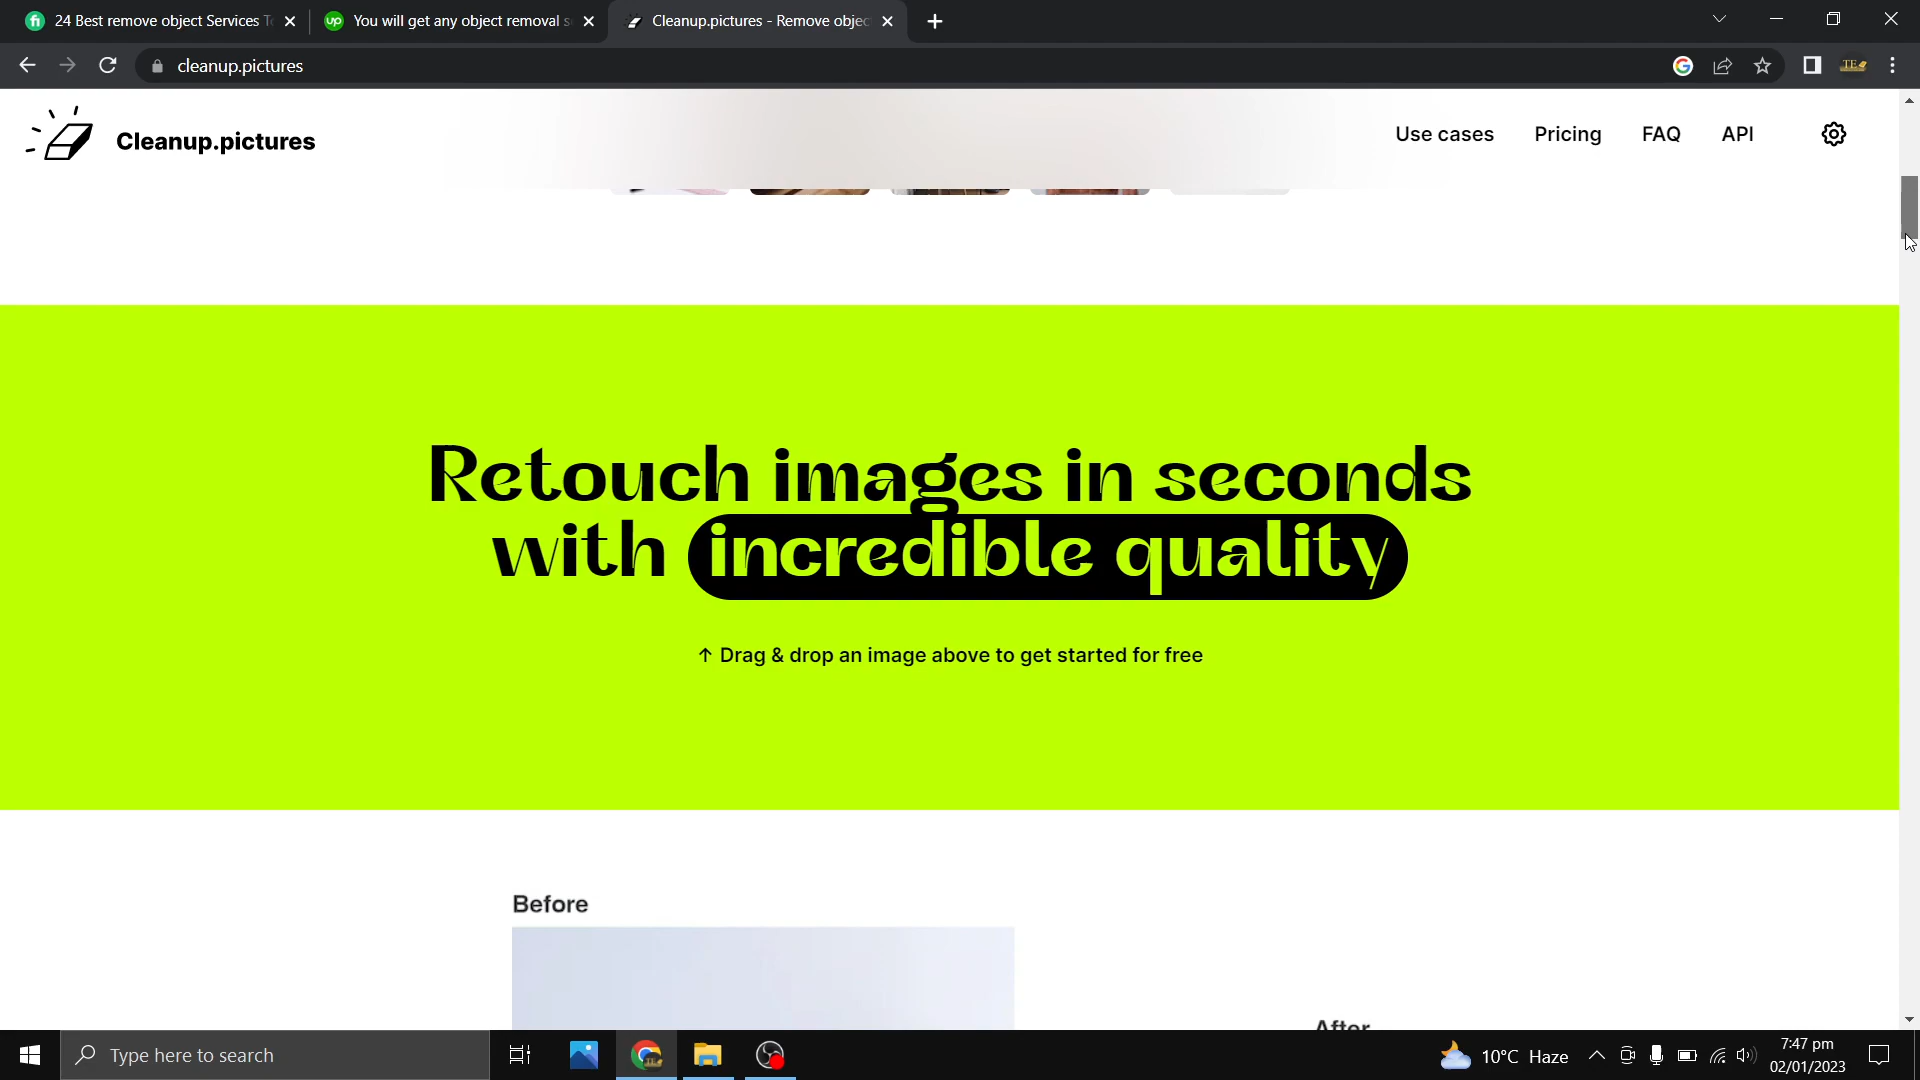 24 Best remove object Services To
You will get any object removal s
Cleanup.pictures - Remove objec
cleanup.pictures
Cleanup.pictures
Use cases
Pricing
FAQ
API
Retouch images in seconds
with incredible quality
↑ Drag & drop an image above to get started for free
Before
After
Type here to search
10°C Haze
7:47 pm
02/01/2023